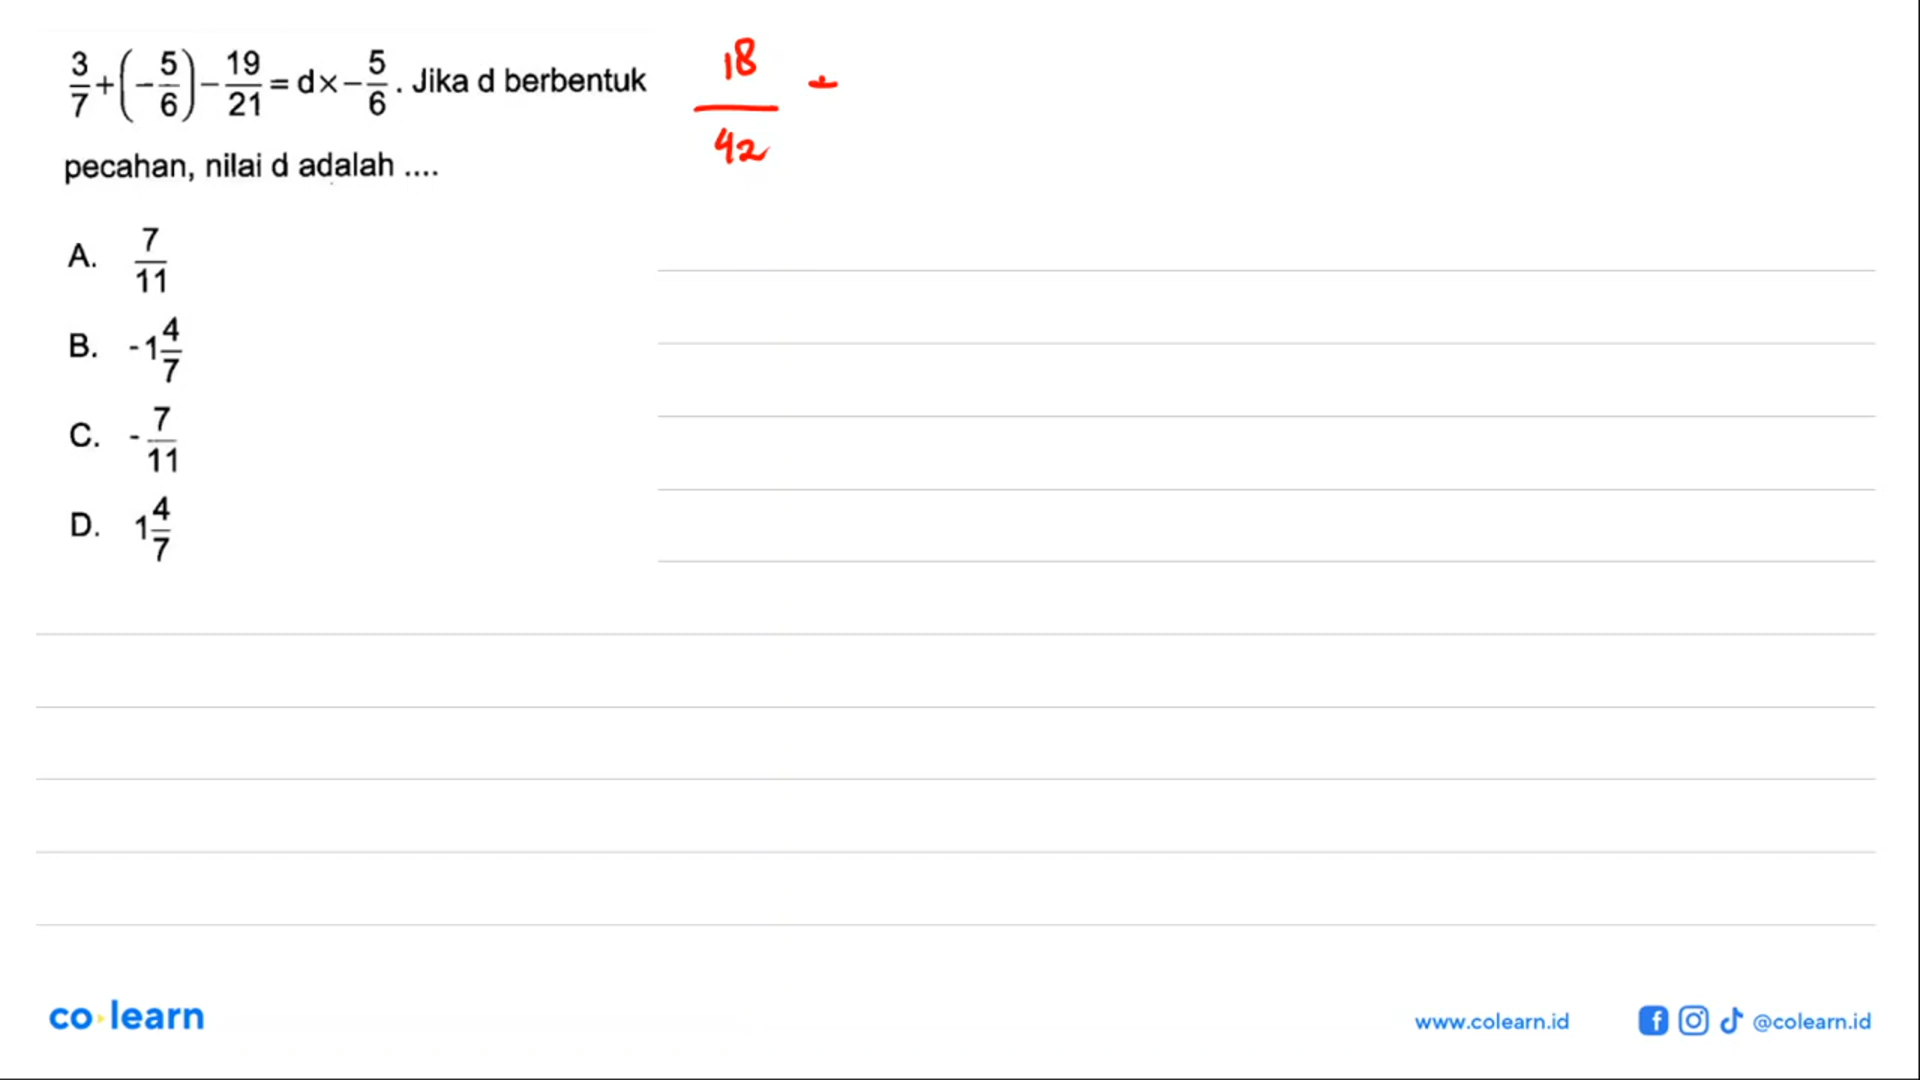 3/7 + (-5/6) - 19/21 = d × -5/6 . Jika d berbentuk
pecahan, nilai d adalah ....
A. 7/11
B. -1 4/7
C. -7/11
D. 1 4/7
18/42 +
co learn
www.colearn.id
@colearn.id